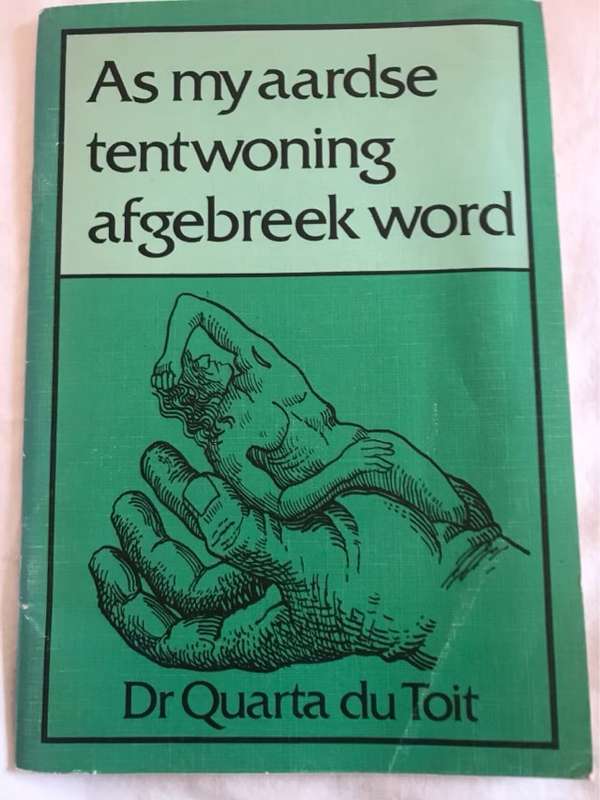 As my aardse
tentwoning
afgebreek word
Dr Quarta du Toit